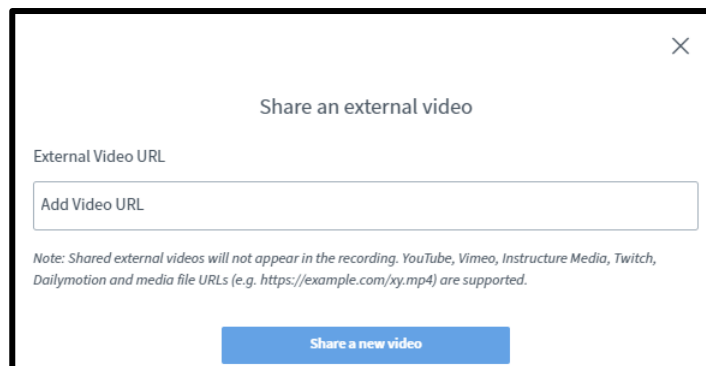 Share an external video
External Video URL
Add Video URL
Note: Shared external videos will not appear in the recording. YouTube, Vimeo, Instructure Media, Twitch,
Dailymotion and media file URLs (e.g. https://example.com/xy.mp4) are supported.
Share a new video